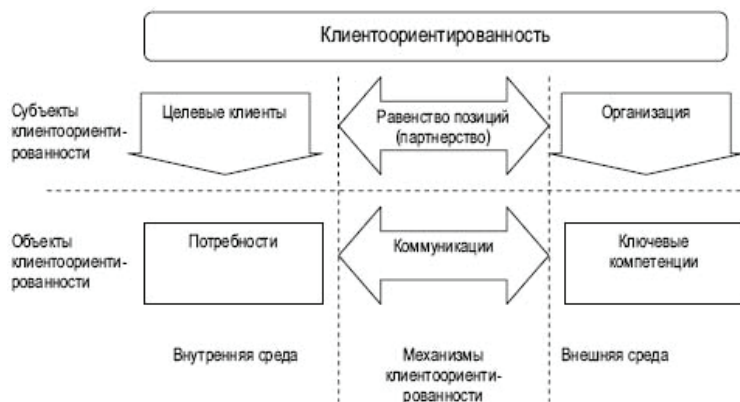 Клиентоориентированность
Субъекты
клиентоориенти-
рованности
Целевые клиенты
Равенство позиций
(партнерство)
Организация
Объекты
клиентоориенти-
рованности
Потребности
Коммуникации
Ключевые
компетенции
Внутренняя среда
Механизмы
клиентоориенти-
рованности
Внешняя среда